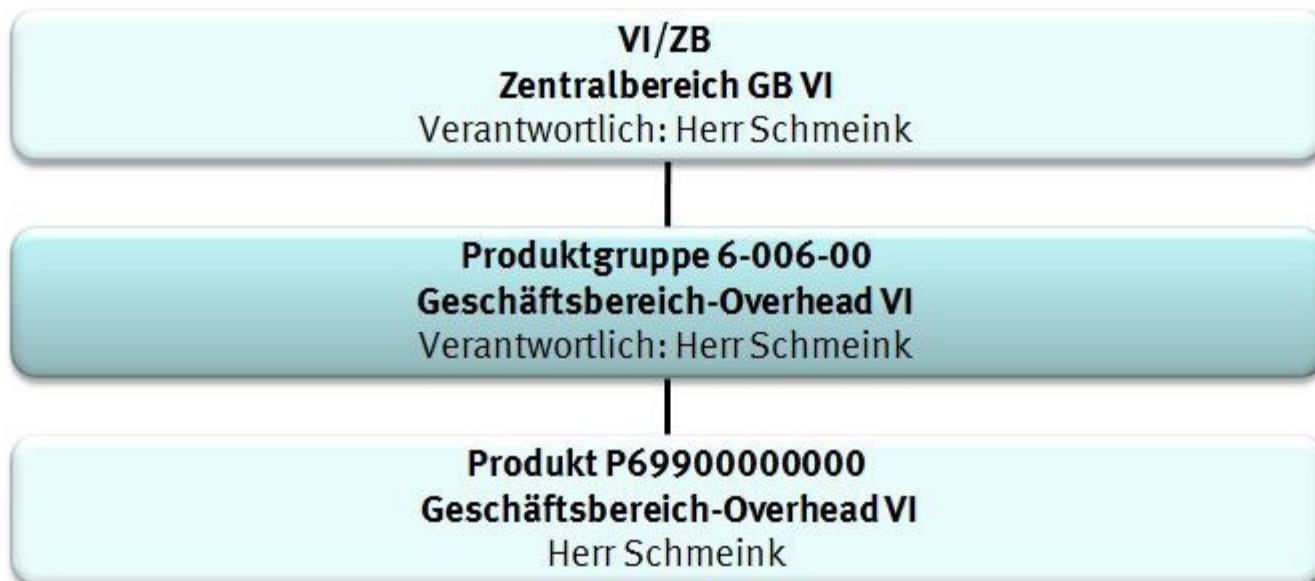 VI/ZB
Zentralbereich GB VI
Verantwortlich: Herr Schmeink
Produktgruppe 6-006-00
Geschäftsbereich-Overhead VI
Verantwortlich: Herr Schmeink
Produkt P69900000000
Geschäftsbereich-Overhead VI
Herr Schmeink